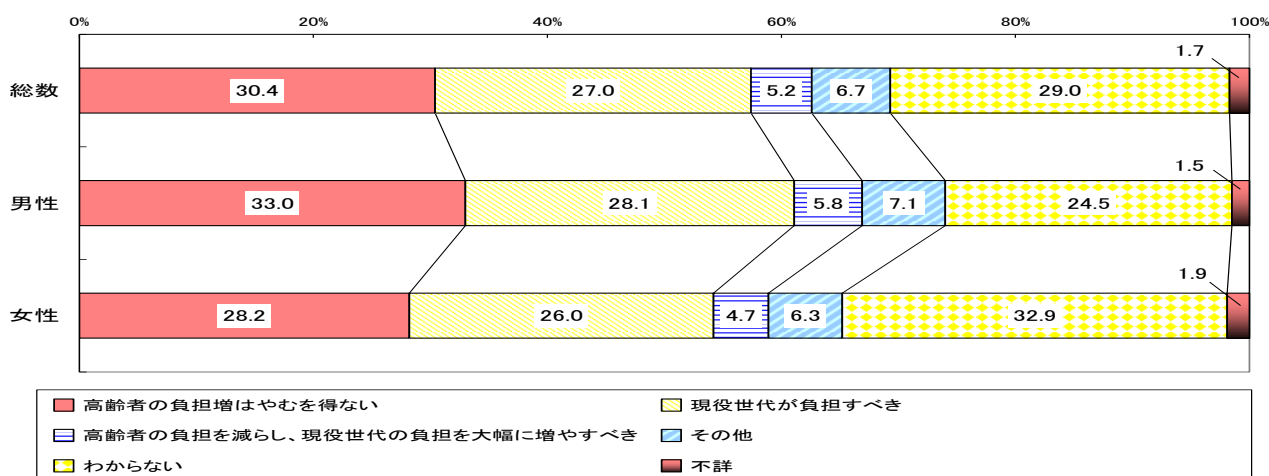 0% 20% 40% 60% 80% 100%
1.7
総数 30.4 27.0 5.2 6.7 29.0
1.5
男性 33.0 28.1 5.8 7.1 24.5
1.9
女性 28.2 26.0 4.7 6.3 32.9
高齢者の負担増はやむを得ない 現役世代が負担すべき
高齢者の負担を減らし、現役世代の負担を大幅に増やすべき その他
わからない 不詳